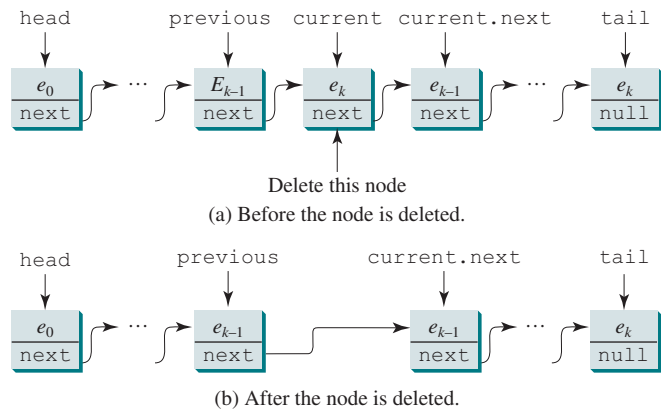 head previous current current.next tail
e0 ... Ek–1 ek ek–1 ... ek
next next next next null
Delete this node
(a) Before the node is deleted.
head previous current.next tail
e0 ... ek–1 ek–1 ... ek
next next next null
(b) After the node is deleted.